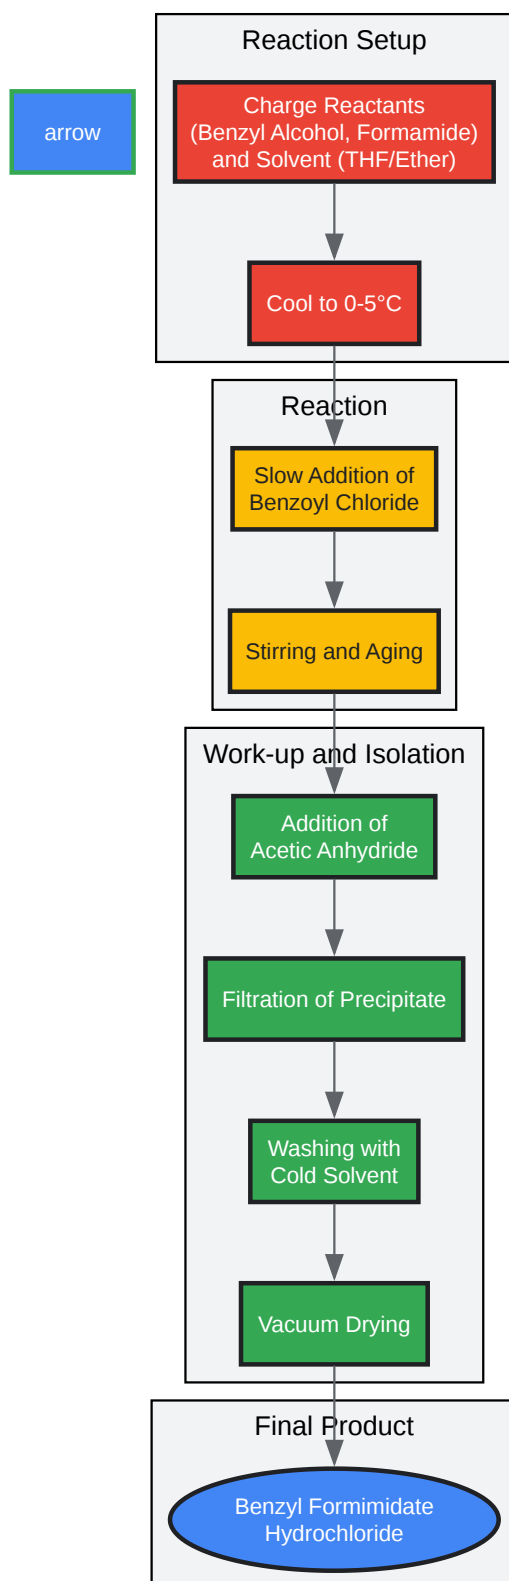 Reaction Setup
arrow
Charge Reactants
(Benzyl Alcohol, Formamide)
and Solvent (THF/Ether)
Cool to 0-5°C
Reaction
Slow Addition of
Benzoyl Chloride
Stirring and Aging
Work-up and Isolation
Addition of
Acetic Anhydride
Filtration of Precipitate
Washing with
Cold Solvent
Vacuum Drying
Final Product
Benzyl Formimidate
Hydrochloride